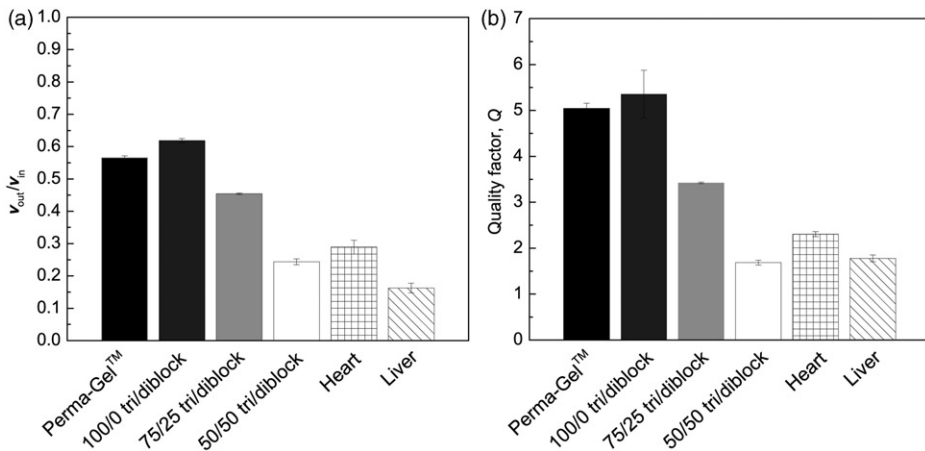 (a)
1.0
0.9
0.8
0.7
0.6
0.5
0.4
0.3
0.2
0.1
0.0
vout/vin
Perma-Gel™
100/0 tri/diblock
75/25 tri/diblock
50/50 tri/diblock
Heart
Liver
(b)
7
6
5
4
3
2
1
0
Quality factor, Q
Perma-Gel™
100/0 tri/diblock
75/25 tri/diblock
50/50 tri/diblock
Heart
Liver